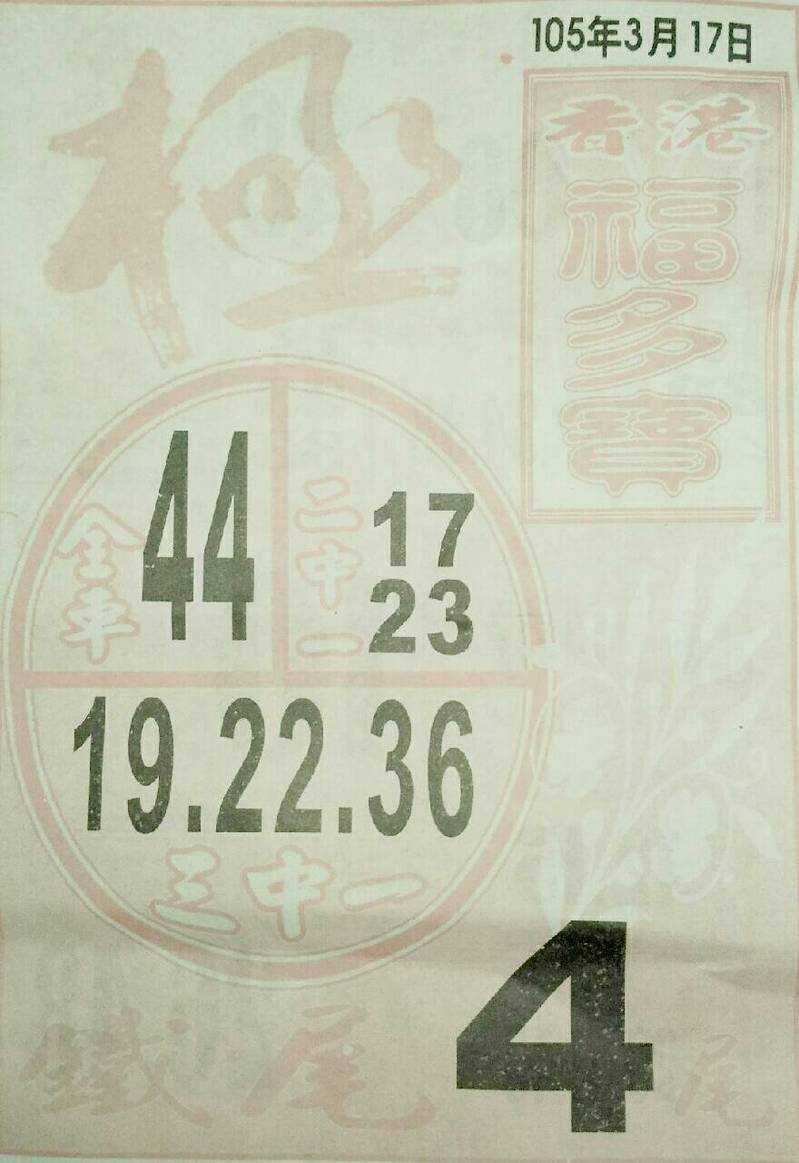 105年3月17日
極
香港
福多寶
全車
44
二中一
17
23
19.22.36
三中一
鐵尾
4
尾